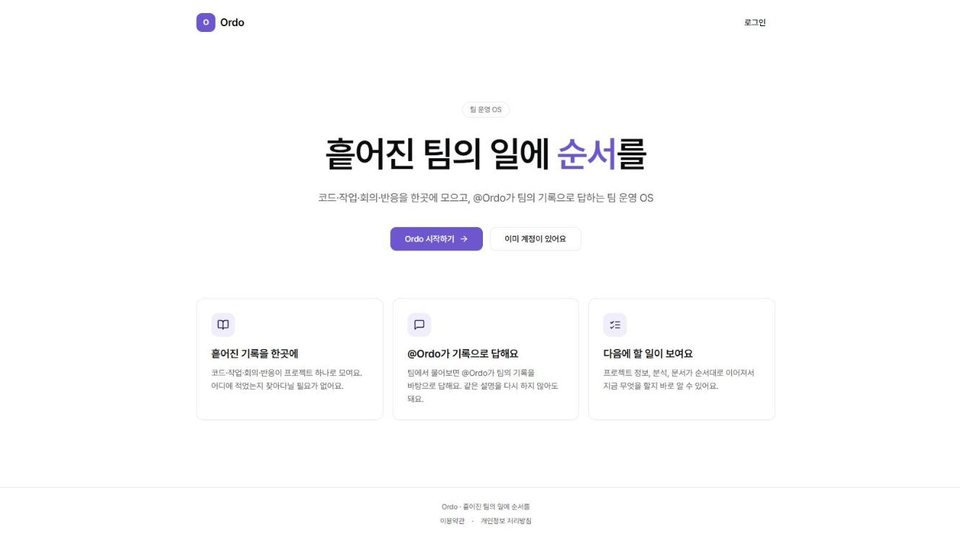 O Ordo
로그인
팀 운영 OS
흩어진 팀의 일에 순서를
코드·작업·회의·반응을 한곳에 모으고, @Ordo가 팀의 기록으로 답하는 팀 운영 OS
Ordo 시작하기 →
이미 계정이 있어요
흩어진 기록을 한곳에
코드·작업·회의·반응이 프로젝트 하나로 모여요.
어디에 적었는지 찾아다닐 필요가 없어요.
@Ordo가 기록으로 답해요
팀에서 물어보면 @Ordo가 팀의 기록을
바탕으로 답해요. 같은 설명을 다시 하지 않아도
돼요.
다음에 할 일이 보여요
프로젝트 정보, 분석, 문서가 순서대로 이어져서
지금 무엇을 할지 바로 알 수 있어요.
Ordo · 흩어진 팀의 일에 순서를
이용약관 · 개인정보 처리방침